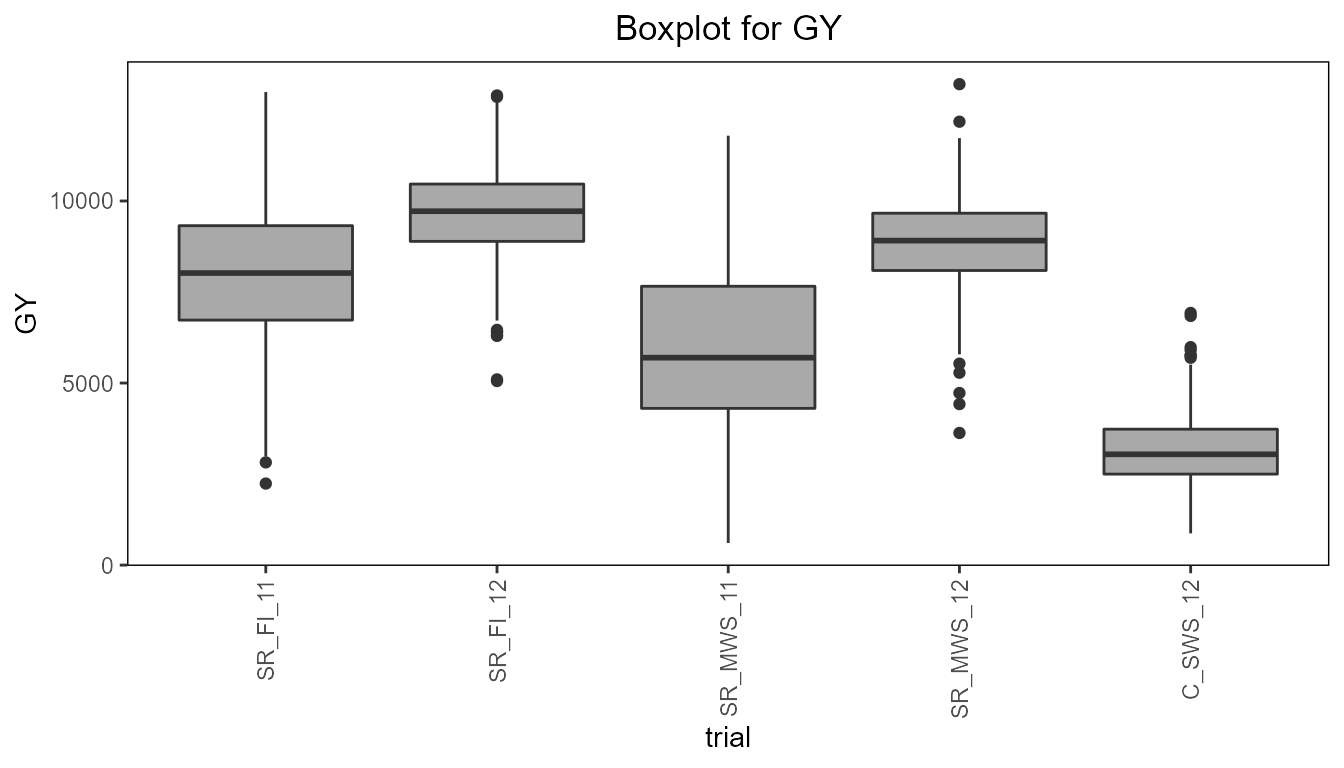 Boxplot for GY
GY
10000
5000
0
SR_FI_11
SR_FI_12
SR_MWS_11
SR_MWS_12
C_SWS_12
trial